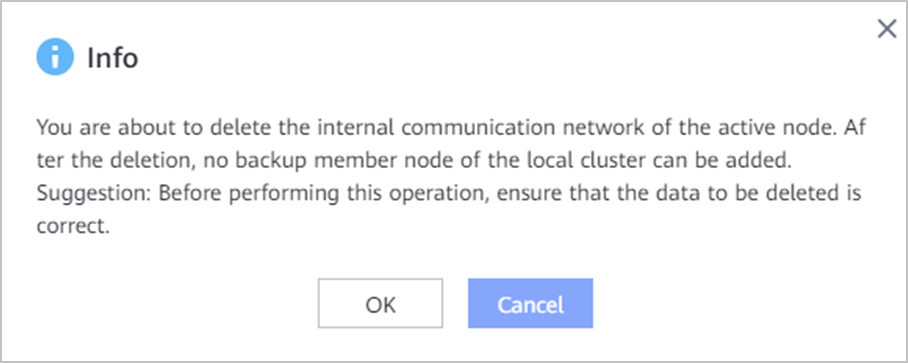 Info
You are about to delete the internal communication network of the active node. Af
ter the deletion, no backup member node of the local cluster can be added.
Suggestion: Before performing this operation, ensure that the data to be deleted is
correct.
OK
Cancel